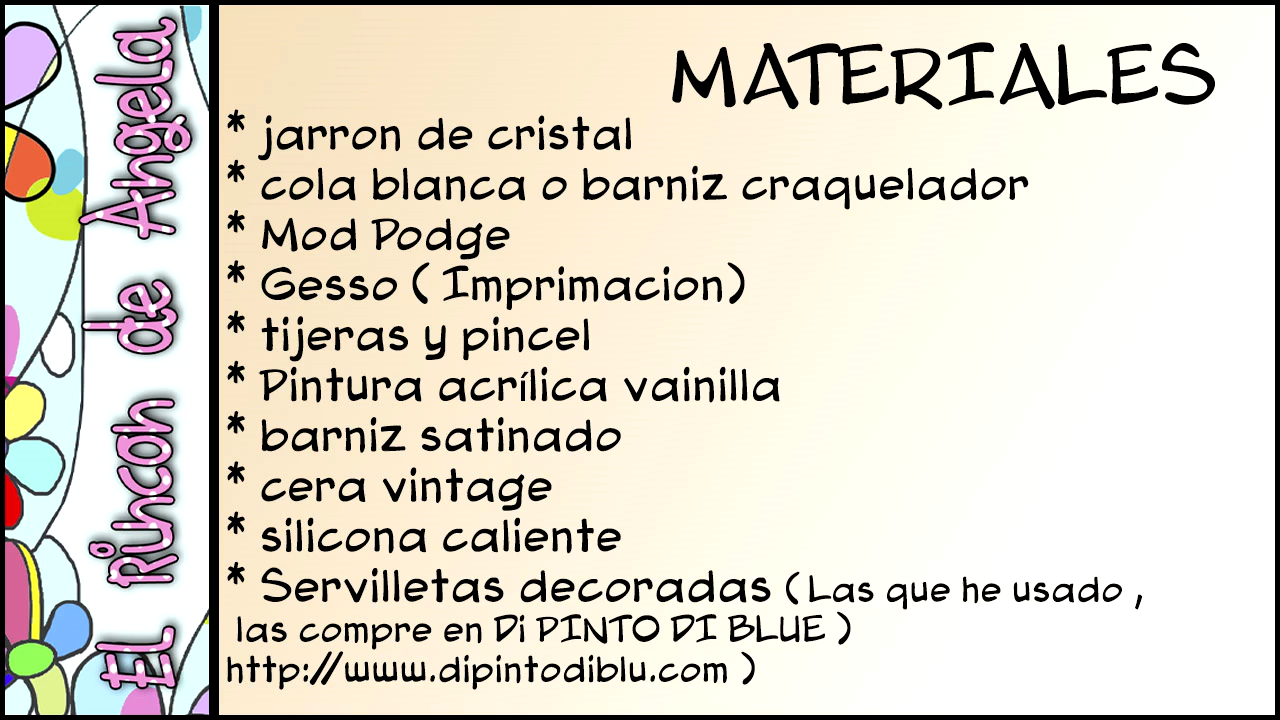 El Rincon de Angela
MATERIALES
* jarron de cristal
* cola blanca o barniz craquelador
* Mod Podge
* Gesso ( Imprimacion)
* tijeras y pincel
* Pintura acrílica vainilla
* barniz satinado
* cera vintage
* silicona caliente
* Servilletas decoradas ( Las que he usado ,
las compre en Di PINTO DI BLUE )
http://www.dipintodiblu.com )